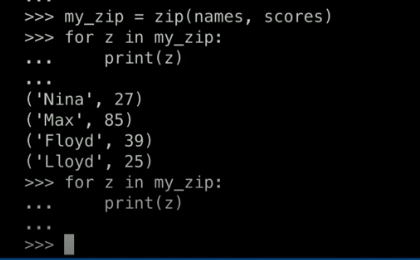 ...
>>> my_zip = zip(names, scores)
>>> for z in my_zip:
...     print(z)
...
('Nina', 27)
('Max', 85)
('Floyd', 39)
('Lloyd', 25)
>>> for z in my_zip:
...     print(z)
...
>>>